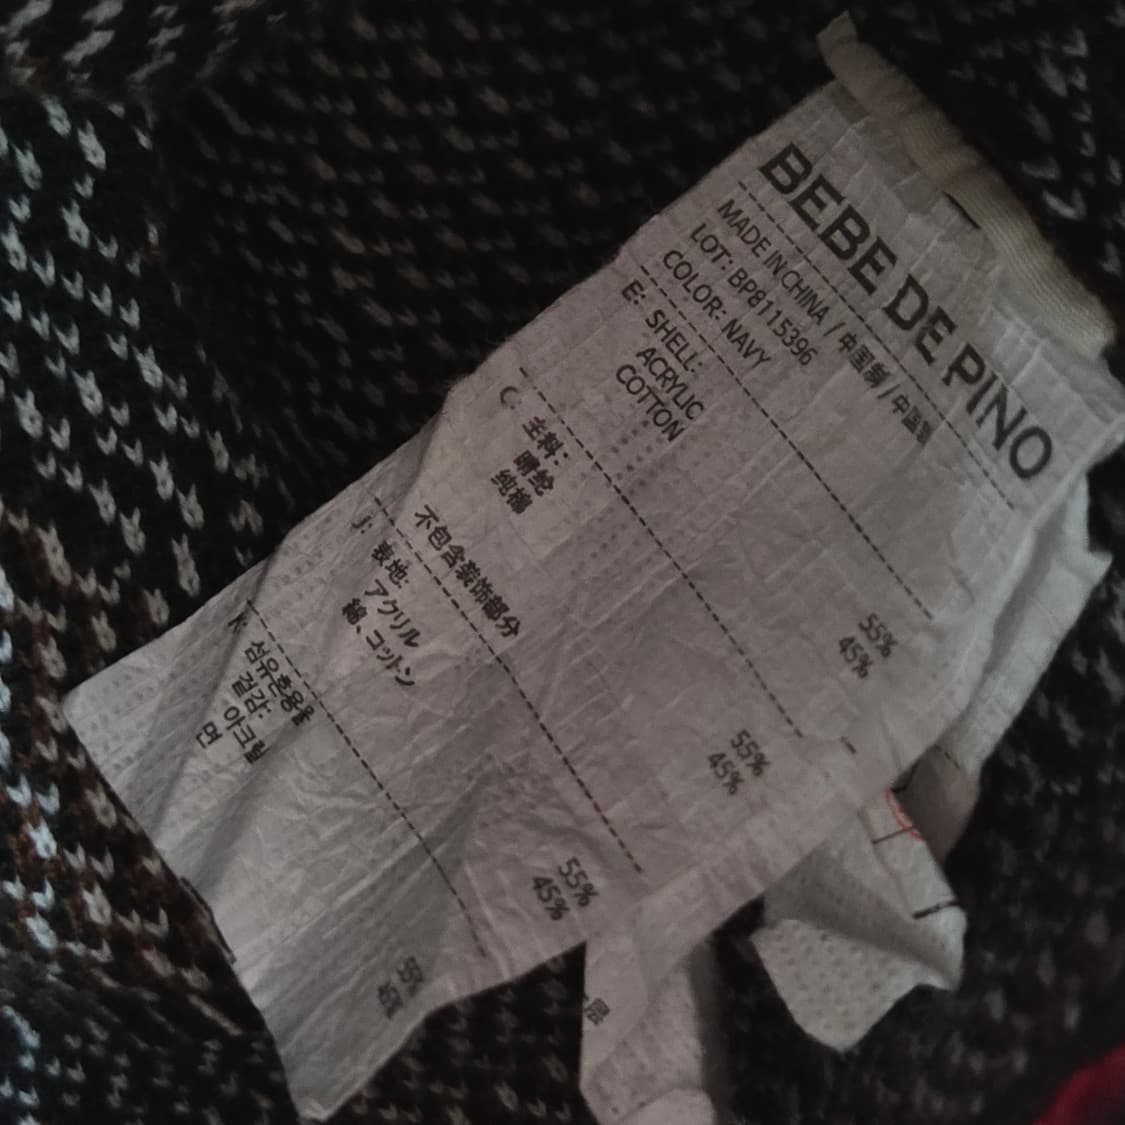 BEBE DE PINO
MADE IN CHINA / 中国制 / 中国製
LOT: BP8115396
COLOR: NAVY
E: SHELL:
ACRYLIC 55%
COTTON 45%
C: 主料:
腈纶 55%
纯棉 45%
不包含装饰部分
J: 表地:
アクリル 55%
綿、コットン 45%
K: 섬유혼용율
겉감:
아크릴 55%
면 45%
层